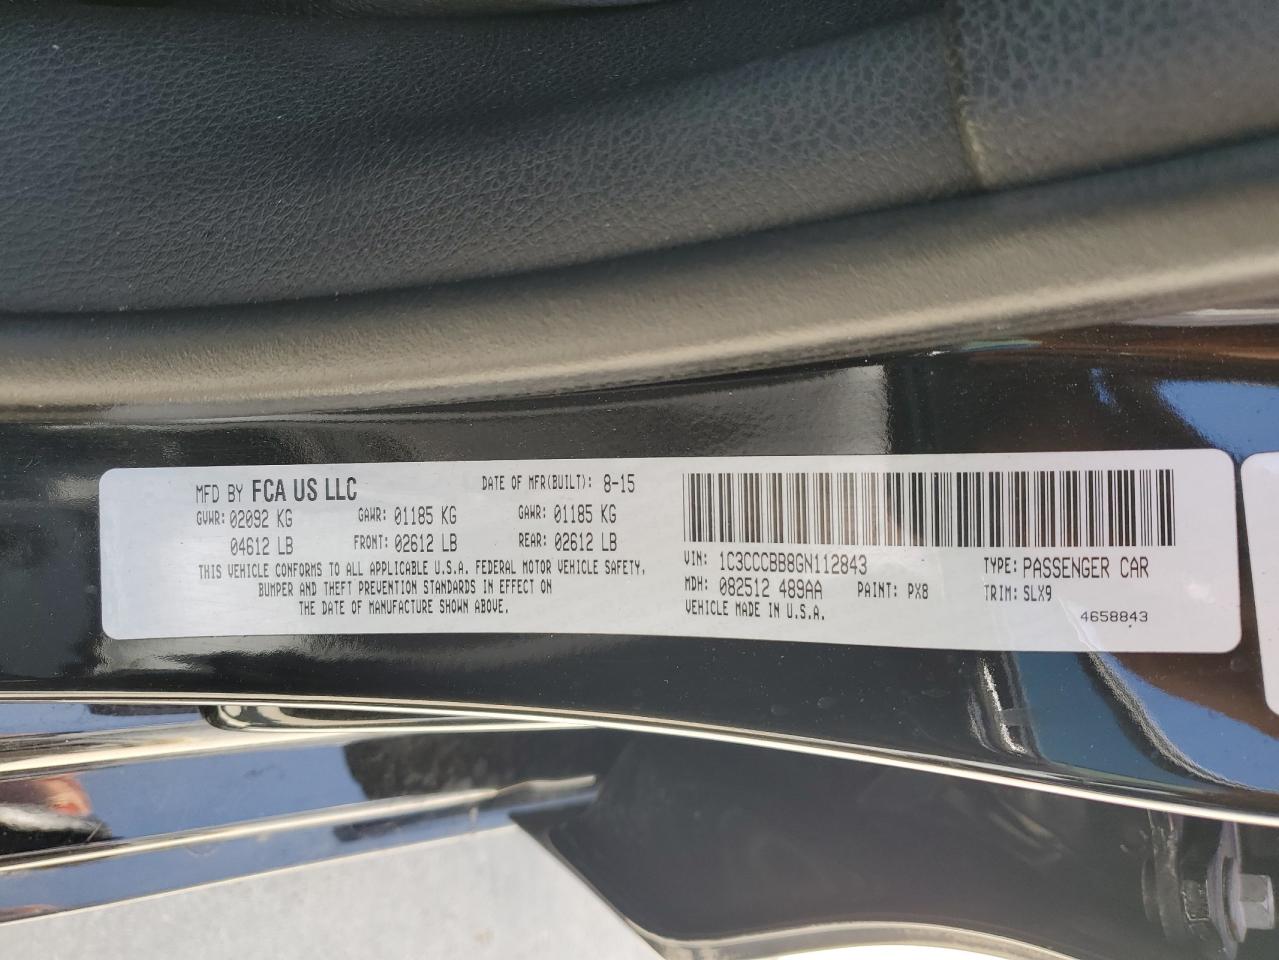 MFD BY FCA US LLC DATE OF MFR(BUILT): 8-15
GVWR: 02092 KG GAWR: 01185 KG GAWR: 01185 KG
04612 LB FRONT: 02612 LB REAR: 02612 LB
THIS VEHICLE CONFORMS TO ALL APPLICABLE U.S.A. FEDERAL MOTOR VEHICLE SAFETY,
BUMPER AND THEFT PREVENTION STANDARDS IN EFFECT ON
THE DATE OF MANUFACTURE SHOWN ABOVE.
VIN: 1C3CCCBB8GN112843 TYPE: PASSENGER CAR
MDH: 082512 489AA PAINT: PX8 TRIM: SLX9
VEHICLE MADE IN U.S.A. 4658843